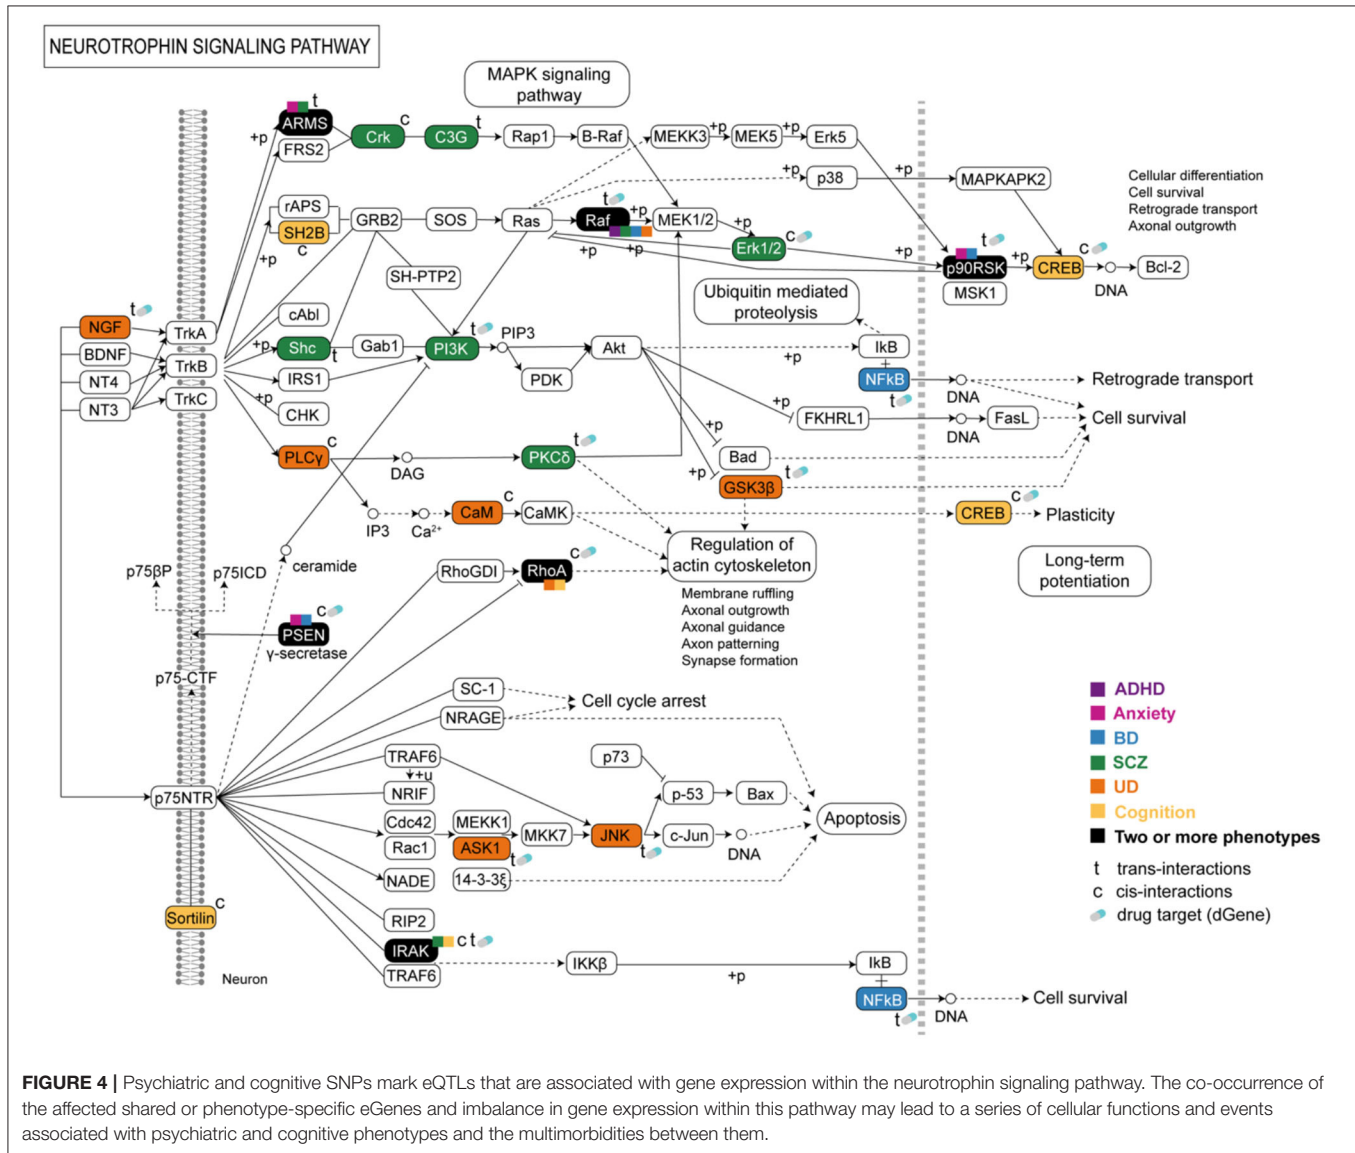 NEUROTROPHIN SIGNALING PATHWAY
MAPK signaling
pathway
t
ARMS
FRS2
+p
c
Crk
t
C3G
Rap1
B-Raf
MEKK3
+p
MEK5
+p
Erk5
+p
p38
+p
MAPKAPK2
Cellular differentiation
Cell survival
Retrograde transport
Axonal outgrowth
rAPS
SH2B
c
+p
GRB2
SOS
Ras
t
Raf
+p
MEK1/2
+p
c
Erk1/2
+p
+p
+p
t
p90RSK
MSK1
+p
c
CREB
DNA
Bcl-2
SH-PTP2
Ubiquitin mediated
proteolysis
NGF
t
BDNF
NT4
NT3
TrkA
TrkB
TrkC
cAbl
+p
Shc
t
Gab1
t
PI3K
PIP3
PDK
Akt
+p
IkB
NFkB
t
DNA
Retrograde transport
IRS1
+p
CHK
+p
FKHRL1
DNA
FasL
Cell survival
PLCγ
c
DAG
t
PKCδ
+p
Bad
+p
GSK3β
t
IP3
Ca2+
c
CaM
CaMK
c
CREB
Plasticity
Long-term
potentiation
p75βP
p75ICD
ceramide
RhoGDI
c
RhoA
Regulation of
actin cytoskeleton
Membrane ruffling
Axonal outgrowth
Axonal guidance
Axon patterning
Synapse formation
c
PSEN
γ-secretase
p75-CTF
SC-1
NRAGE
Cell cycle arrest
TRAF6
+u
NRIF
p73
p-53
Bax
p75NTR
Cdc42
Rac1
MEKK1
ASK1
t
MKK7
JNK
t
c-Jun
DNA
Apoptosis
NADE
14-3-3ξ
Sortilin
c
RIP2
IRAK
c t
TRAF6
IKKβ
+p
IkB
NFkB
t
DNA
Cell survival
Neuron
ADHD
Anxiety
BD
SCZ
UD
Cognition
Two or more phenotypes
t trans-interactions
c cis-interactions
drug target (dGene)
FIGURE 4 | Psychiatric and cognitive SNPs mark eQTLs that are associated with gene expression within the neurotrophin signaling pathway. The co-occurrence of
the affected shared or phenotype-specific eGenes and imbalance in gene expression within this pathway may lead to a series of cellular functions and events
associated with psychiatric and cognitive phenotypes and the multimorbidities between them.